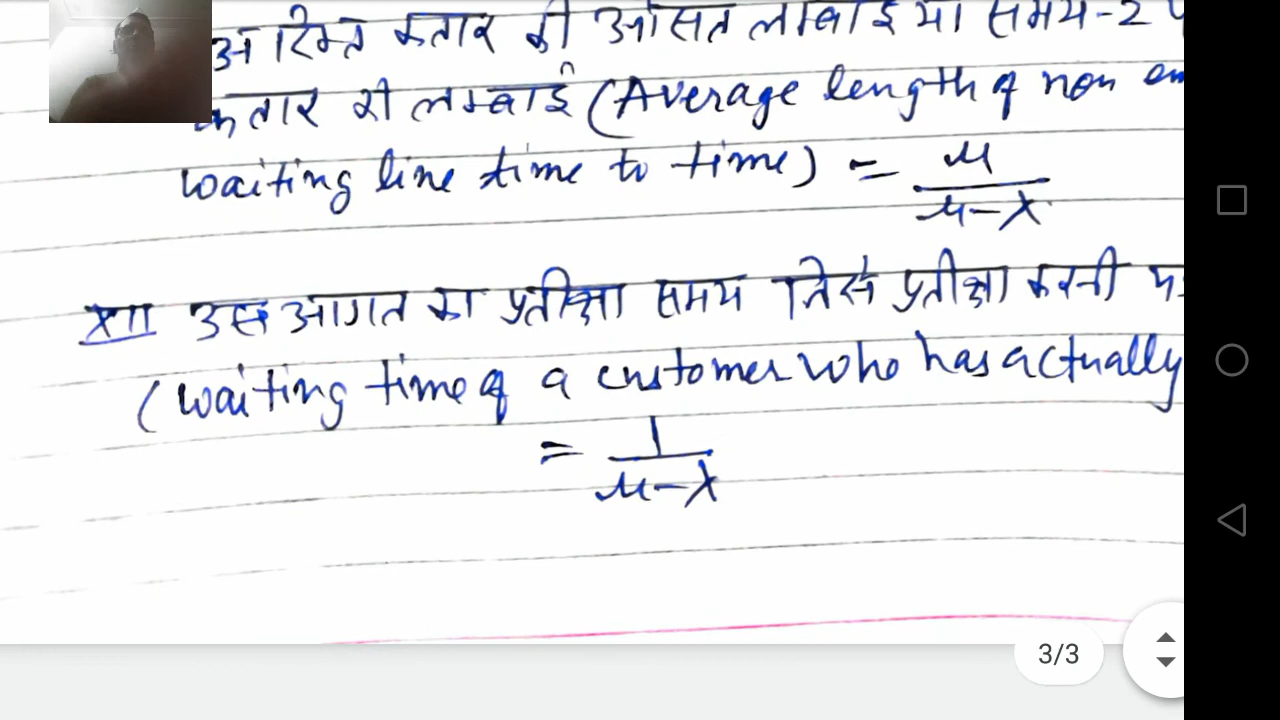 अरिक्त कतार की औसत लम्बाई या समय-2 प
कतार की लम्बाई (Average length of non em
waiting line time to time) = μ/(μ-λ)
XII उस आगत का प्रतीक्षा समय जिसे प्रतीक्षा करनी प
(waiting time of a customer who has actually
= 1/(μ-λ)
3/3